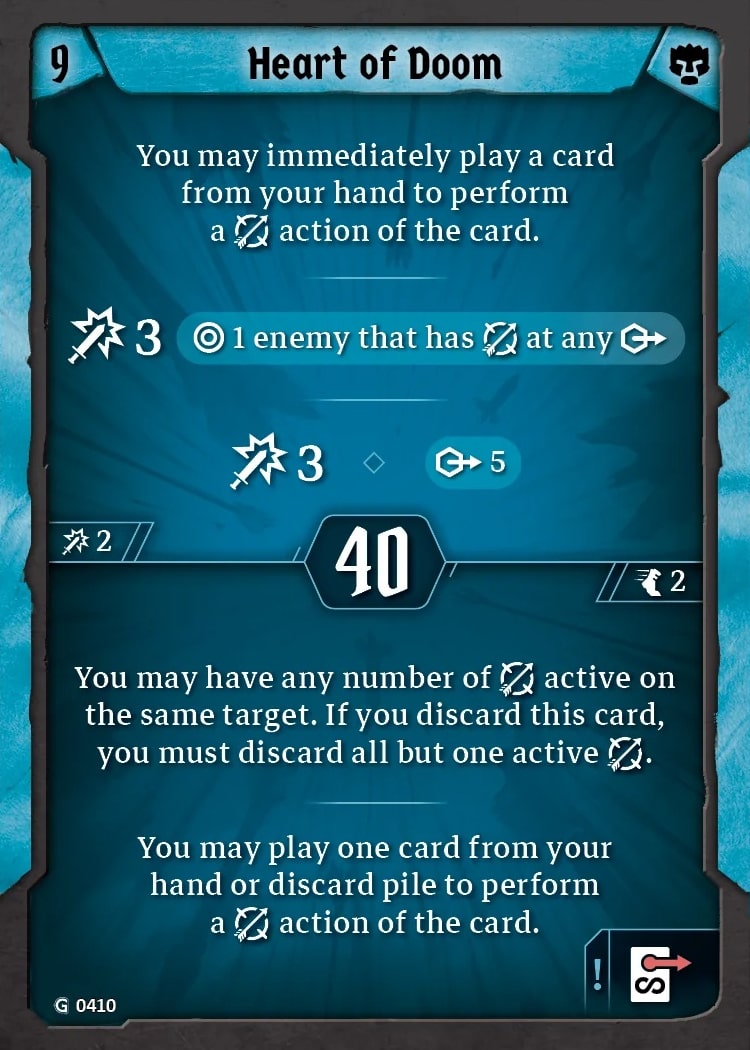 9
Heart of Doom
You may immediately play a card
from your hand to perform
a action of the card.
3 1 enemy that has at any
3 5
2
40
2
You may have any number of active on
the same target. If you discard this card,
you must discard all but one active .
You may play one card from your
hand or discard pile to perform
a action of the card.
!
G 0410